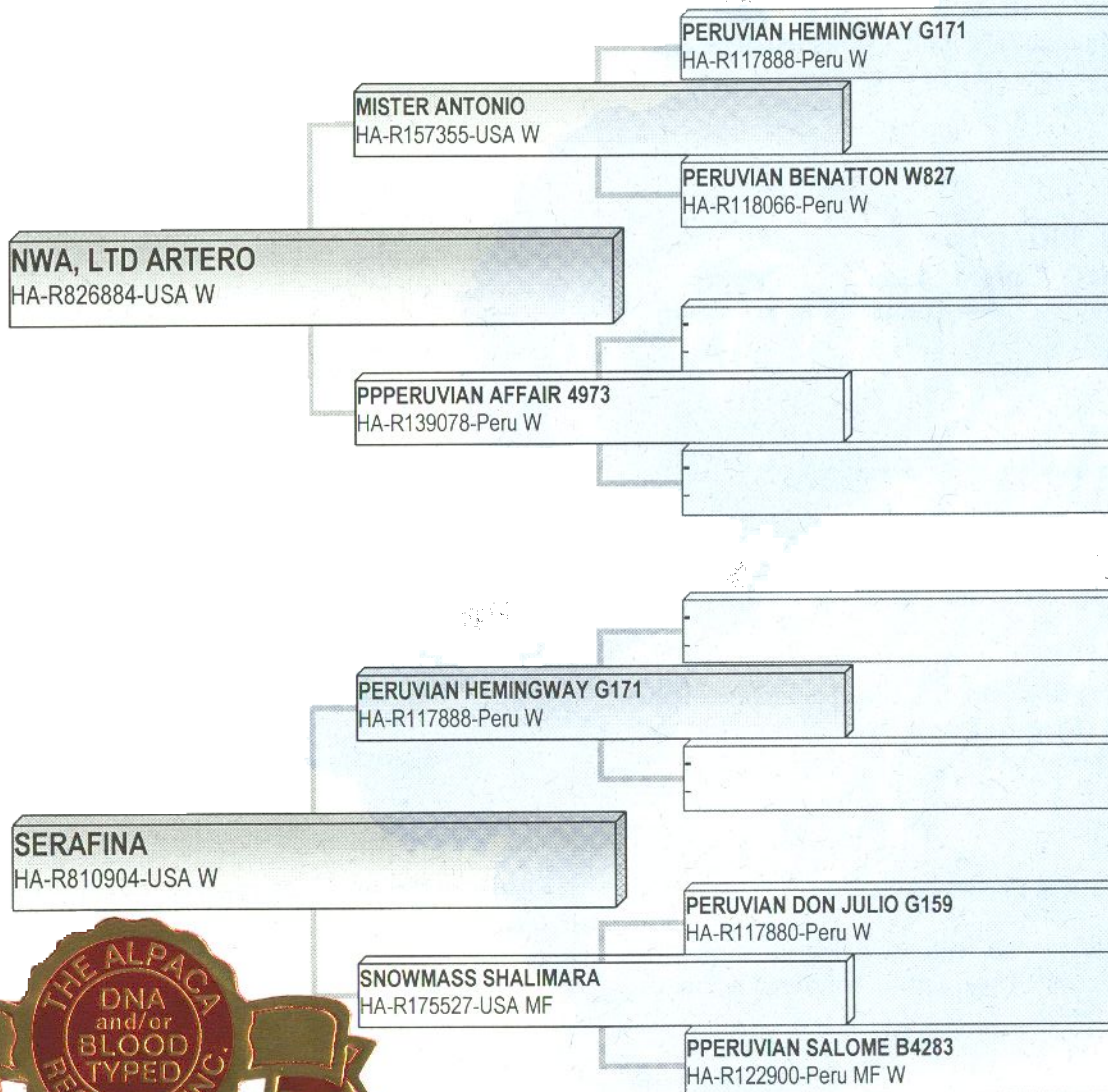 PERUVIAN HEMINGWAY G171
HA-R117888-Peru W
MISTER ANTONIO
HA-R157355-USA W
PERUVIAN BENATTON W827
HA-R118066-Peru W
NWA, LTD ARTERO
HA-R826884-USA W
-
-
PPPERUVIAN AFFAIR 4973
HA-R139078-Peru W
-
-
-
-
PERUVIAN HEMINGWAY G171
HA-R117888-Peru W
-
-
SERAFINA
HA-R810904-USA W
PERUVIAN DON JULIO G159
HA-R117880-Peru W
SNOWMASS SHALIMARA
HA-R175527-USA MF
PPERUVIAN SALOME B4283
HA-R122900-Peru MF W
THE ALPACA
DNA
and/or
BLOOD
TYPED